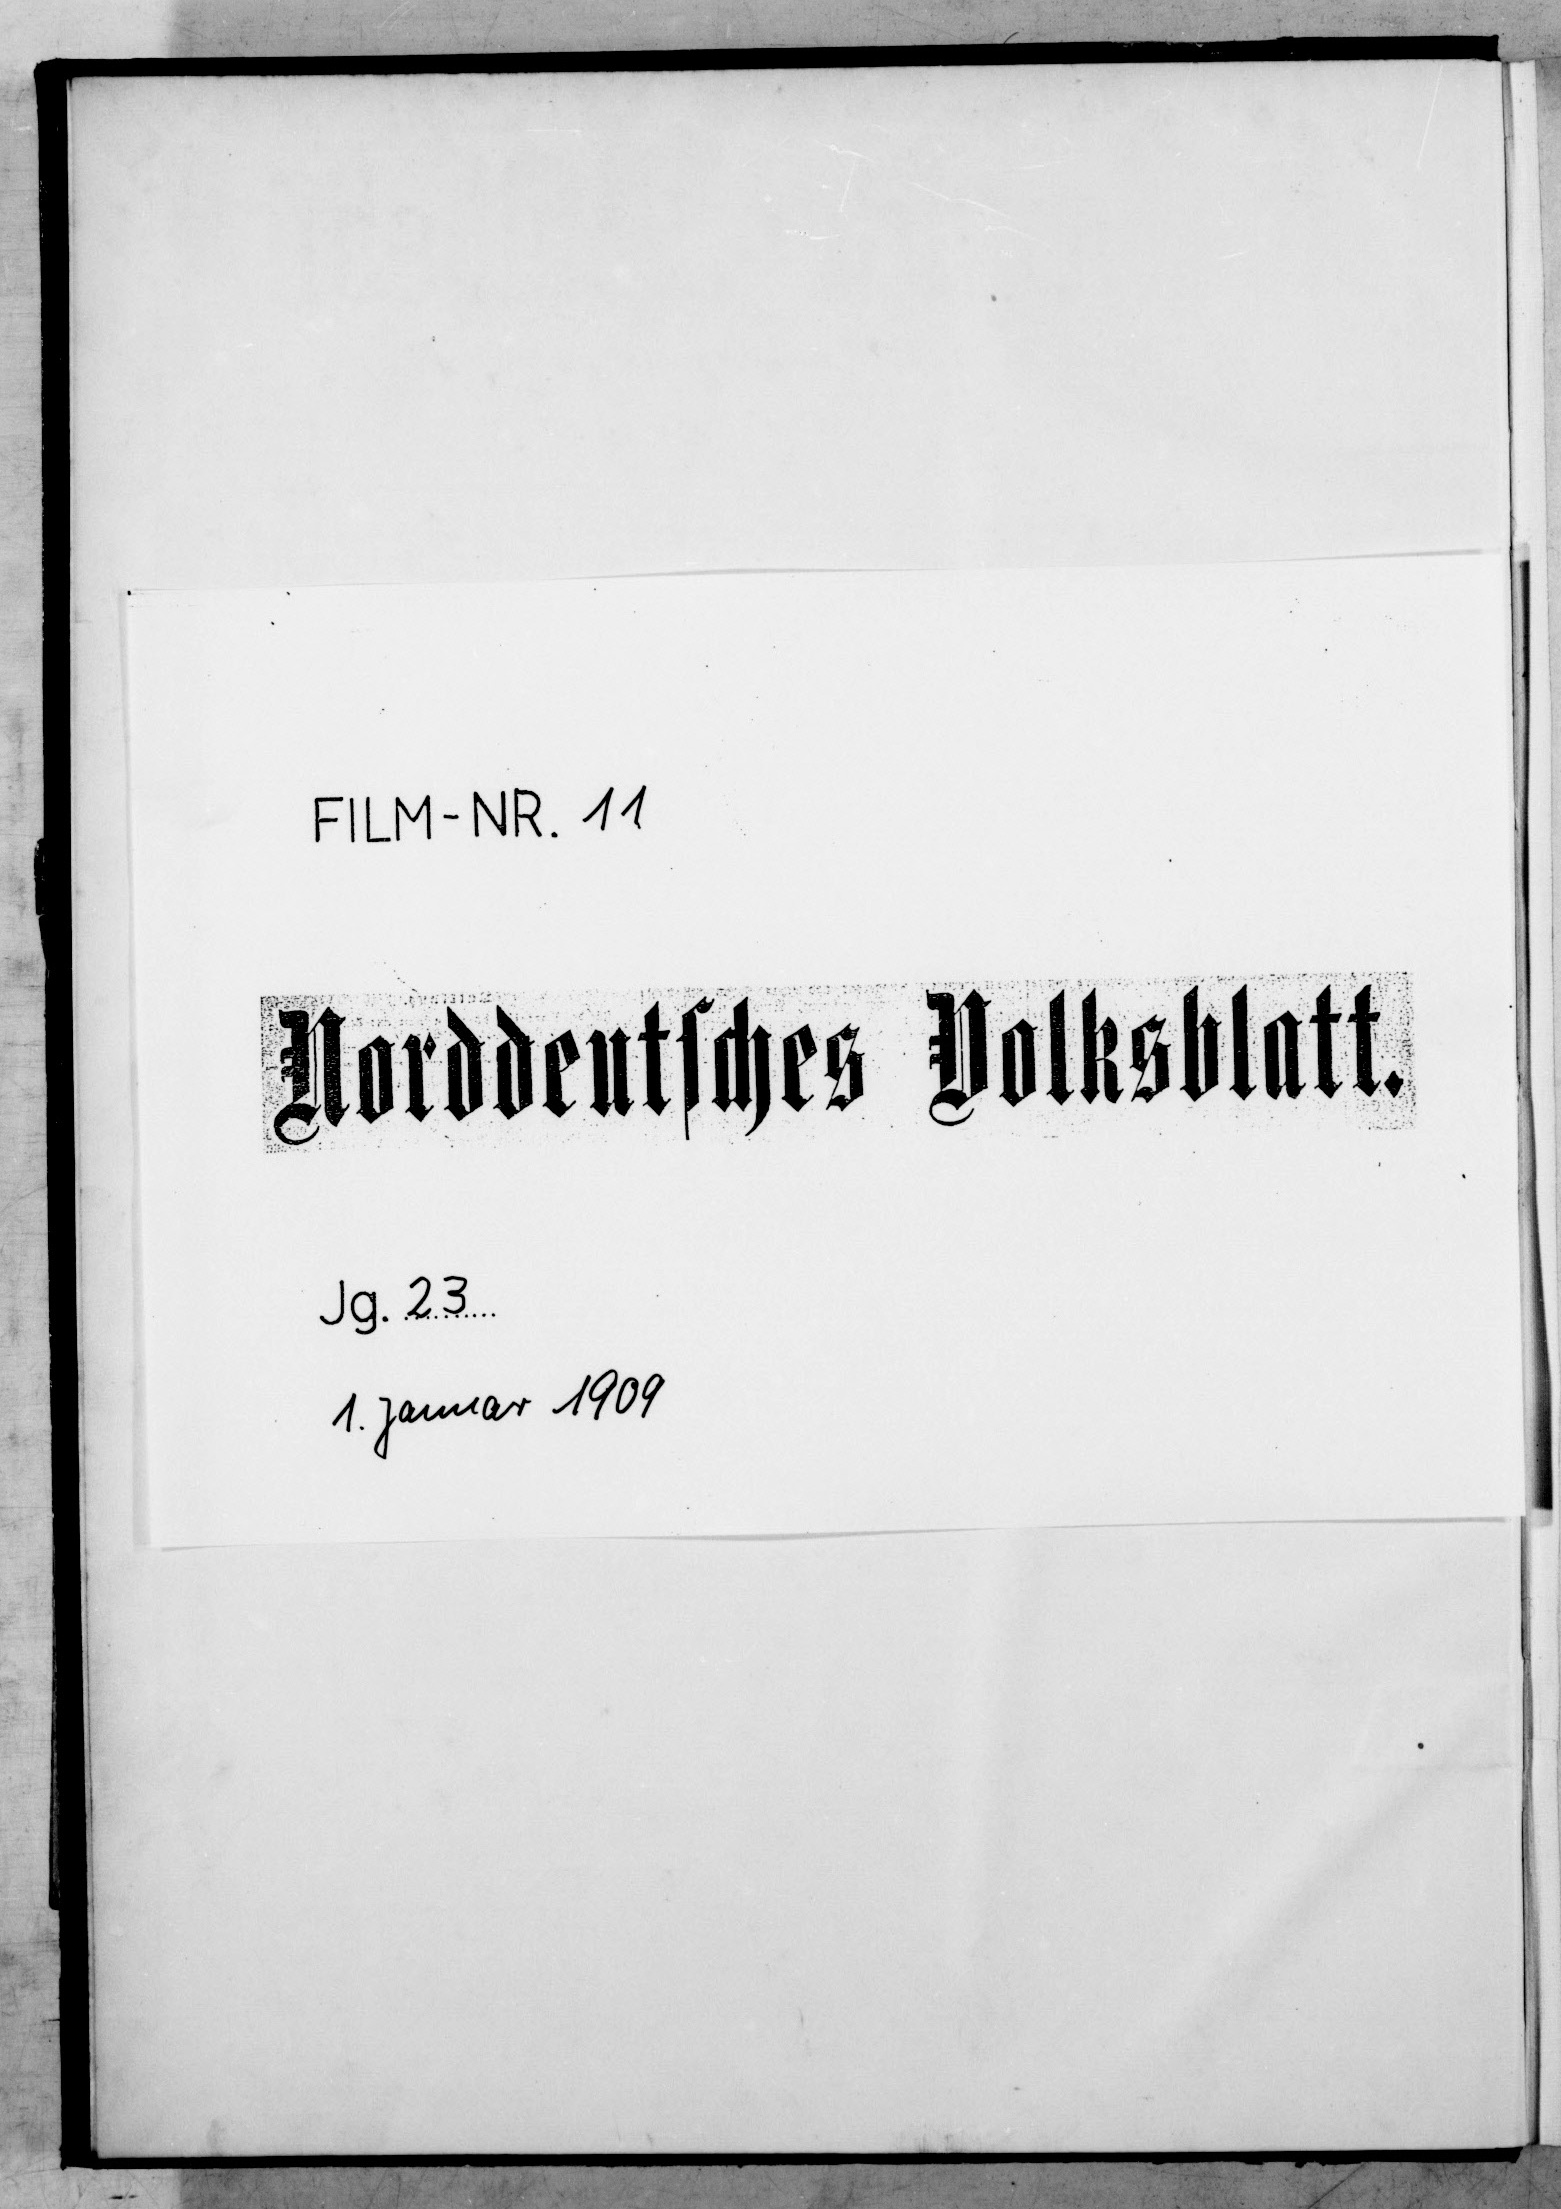 FILM-NR. 11
Norddeutsches Volksblatt.
Jg. 23
1. Januar 1909